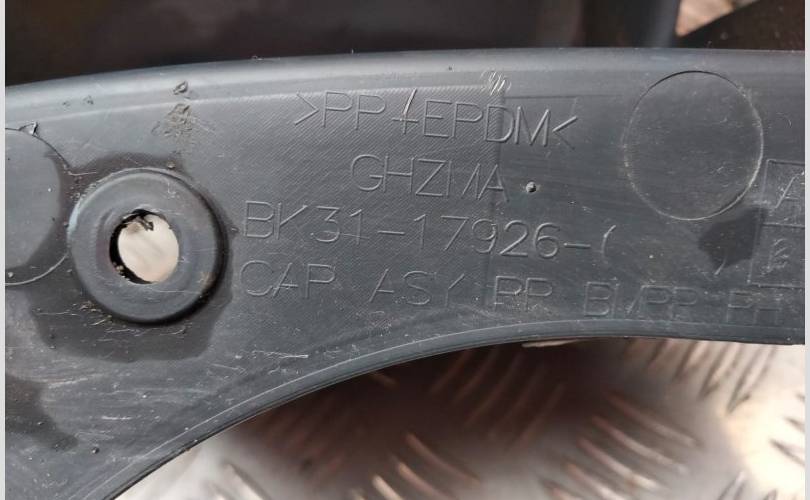 >PP+EPDM<
GHZMA
BK31-17926-
CAP ASY RR BMPR
A